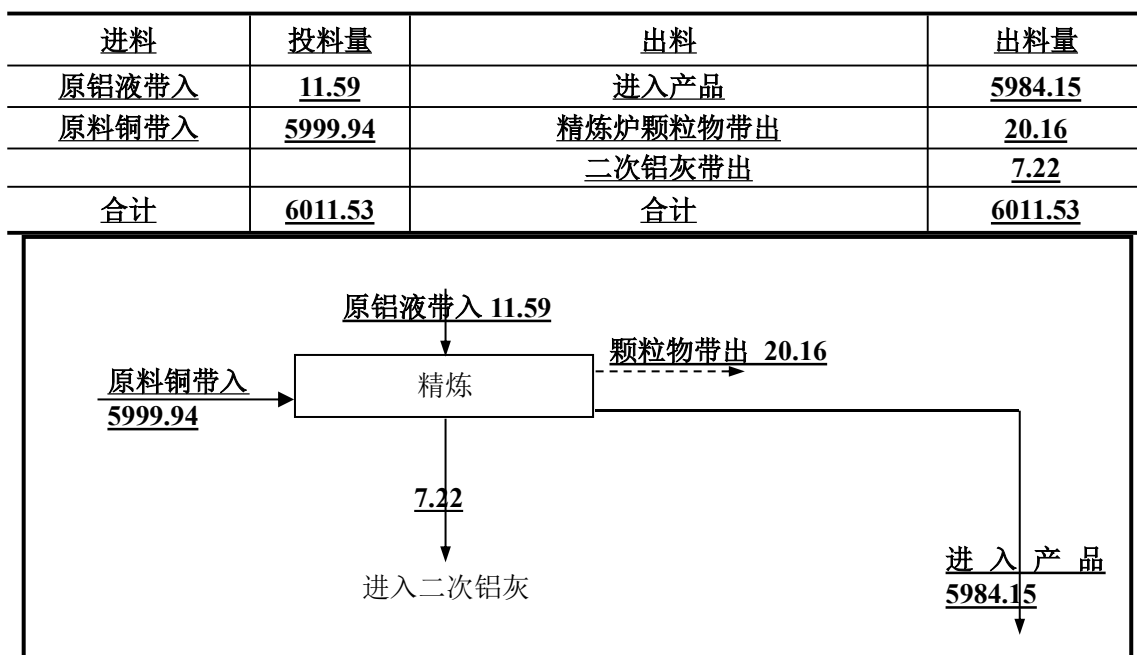 进料 投料量 出料 出料量
原铝液带入 11.59 进入产品 5984.15
原料铜带入 5999.94 精炼炉颗粒物带出 20.16
二次铝灰带出 7.22
合计 6011.53 合计 6011.53
原铝液带入 11.59
颗粒物带出 20.16
原料铜带入
5999.94
精炼
7.22
进入二次铝灰
进 入 产 品
5984.15